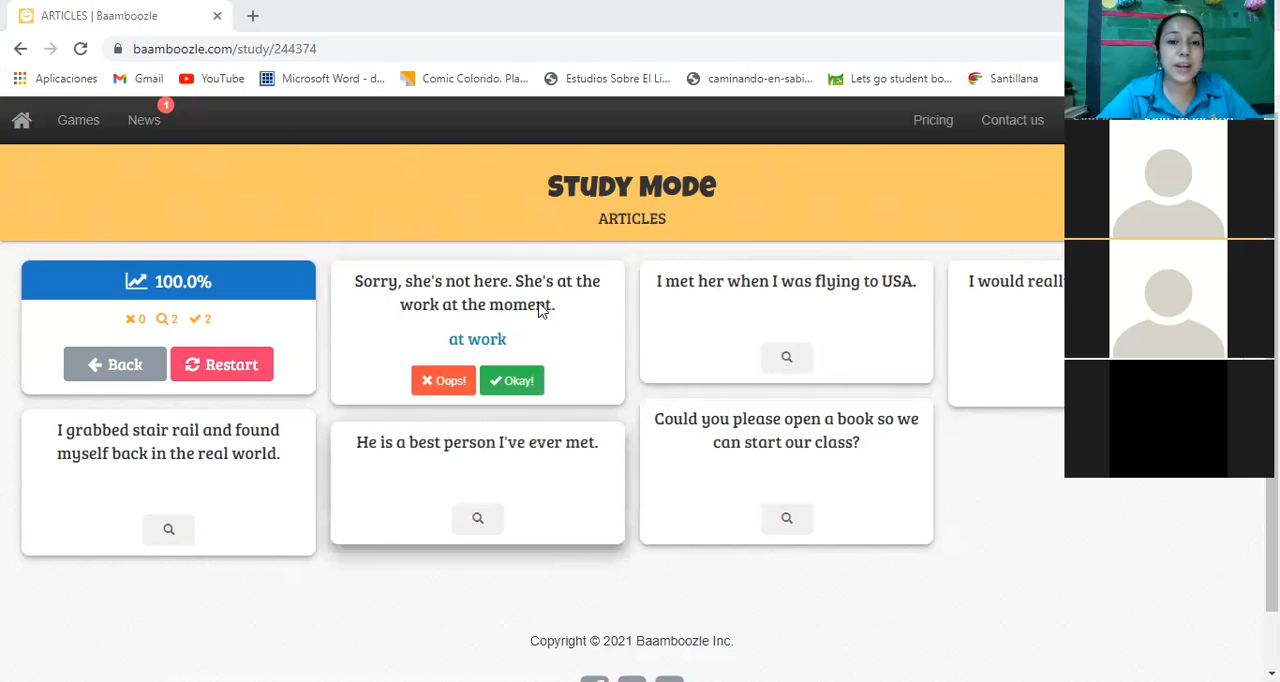 ARTICLES | Baamboozle
baamboozle.com/study/244374
Aplicaciones
Gmail
YouTube
Microsoft Word - d...
Comic Colordo. Pla...
Estudios Sobre El Li...
caminando-en-sabi...
Lets go student bo...
Santillana
Games
News
1
Pricing
Contact us
Study Mode
ARTICLES
100.0%
0
2
2
Back
Restart
Sorry, she's not here. She's at the
work at the moment.
at work
Oops!
Okay!
I met her when I was flying to USA.
I would reall
I grabbed stair rail and found
myself back in the real world.
He is a best person I've ever met.
Could you please open a book so we
can start our class?
Copyright © 2021 Baamboozle Inc.